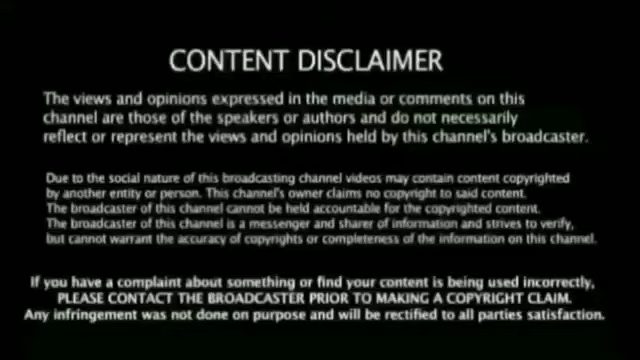 CONTENT DISCLAIMER
The views and opinions expressed in the media or comments on this
channel are those of the speakers or authors and do not necessarily
reflect or represent the views and opinions held by this channel's broadcaster.
Due to the social nature of this broadcasting channel videos may contain content copyrighted
by another entity or person. This channel's owner claims no copyright to said content.
The broadcaster of this channel cannot be held accountable for the copyrighted content.
The broadcaster of this channel is a messenger and sharer of information and strives to verify,
but cannot warrant the accuracy of copyrights or completeness of the information on this channel.
If you have a complaint about something or find your content is being used incorrectly,
PLEASE CONTACT THE BROADCASTER PRIOR TO MAKING A COPYRIGHT CLAIM.
Any infringement was not done on purpose and will be rectified to all parties satisfaction.